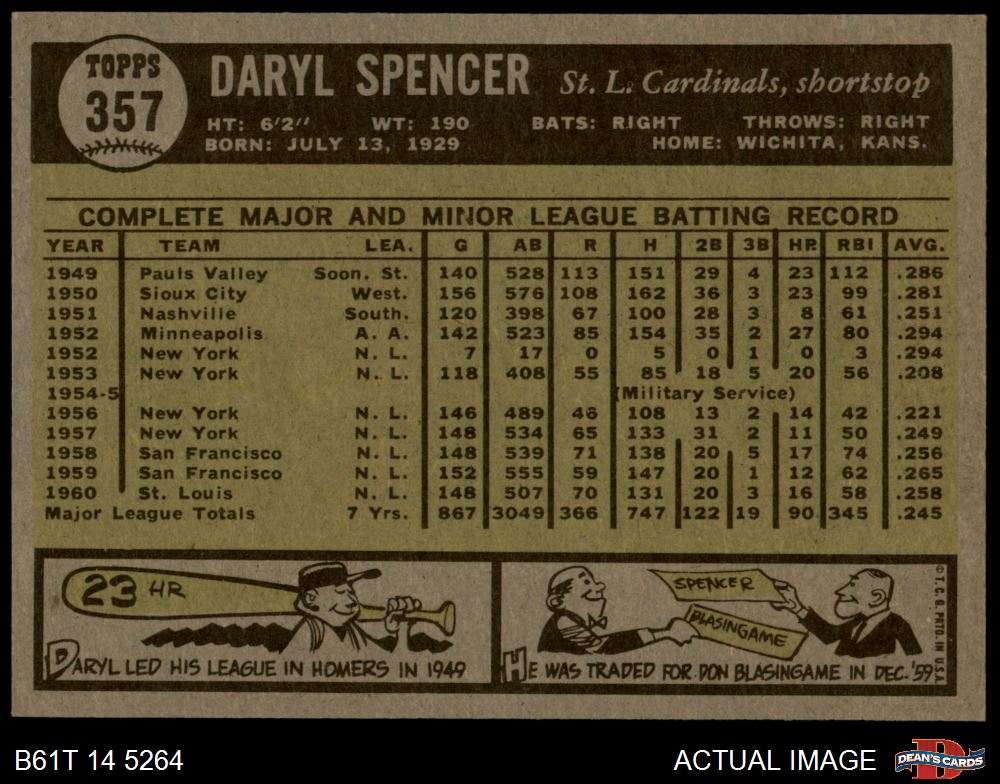 TOPPS
357
DARYL SPENCER St. L. Cardinals, shortstop
HT: 6'2'' WT: 190 BATS: RIGHT THROWS: RIGHT
BORN: JULY 13, 1929 HOME: WICHITA, KANS.
COMPLETE MAJOR AND MINOR LEAGUE BATTING RECORD
YEAR TEAM LEA. G AB R H 2B 3B HR RBI AVG.
1949 Pauls Valley Soon. St. 140 528 113 151 29 4 23 112 .286
1950 Sioux City West. 156 576 108 162 36 3 23 99 .281
1951 Nashville South. 120 398 67 100 28 3 8 61 .251
1952 Minneapolis A. A. 142 523 85 154 35 2 27 80 .294
1952 New York N. L. 7 17 0 5 0 1 0 3 .294
1953 New York N. L. 118 408 55 85 18 5 20 56 .208
1954-5 (Military Service)
1956 New York N. L. 146 489 46 108 13 2 14 42 .221
1957 New York N. L. 148 534 65 133 31 2 11 50 .249
1958 San Francisco N. L. 148 539 71 138 20 5 17 74 .256
1959 San Francisco N. L. 152 555 59 147 20 1 12 62 .265
1960 St. Louis N. L. 148 507 70 131 20 3 16 58 .258
Major League Totals 7 Yrs. 867 3049 366 747 122 19 90 345 .245
23 HR
DARYL LED HIS LEAGUE IN HOMERS IN 1949
SPENCER
BLASINGAME
HE WAS TRADED FOR DON BLASINGAME IN DEC. '59
© T. C. G. PRTD. IN U.S.A.
B61T 14 5264 ACTUAL IMAGE
D
DEAN'S CARDS